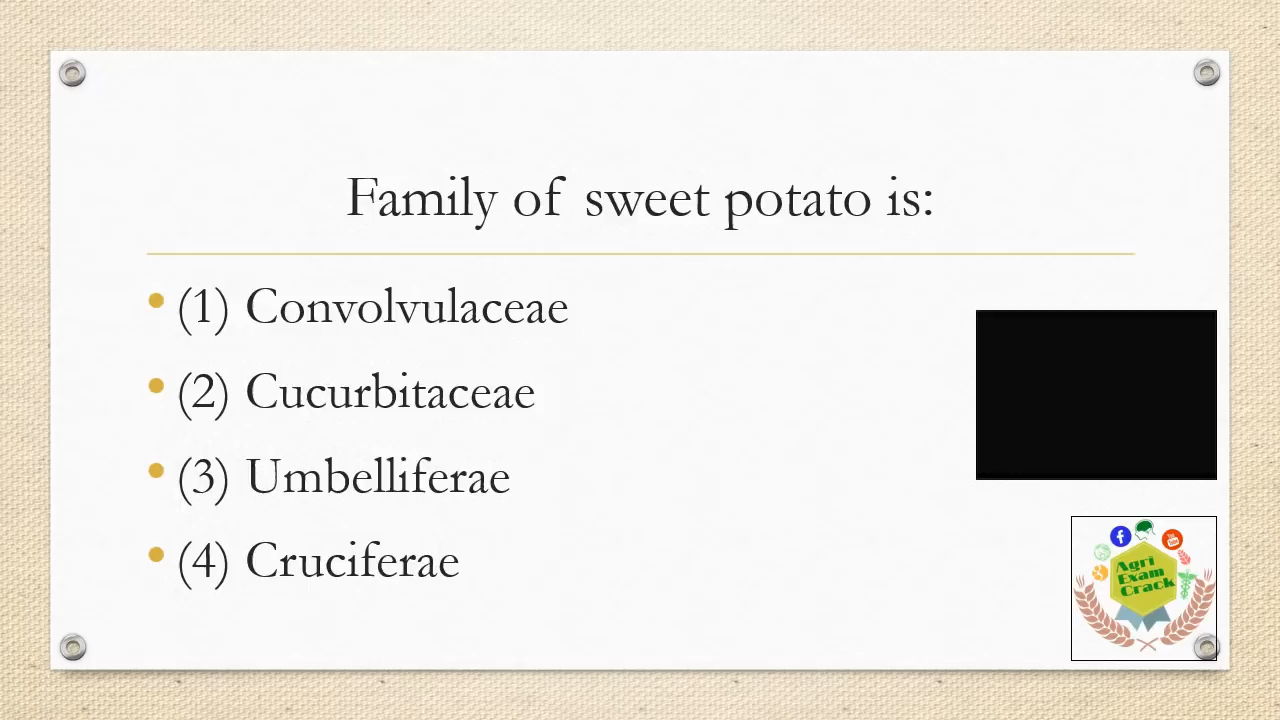 Family of sweet potato is:
(1) Convolvulaceae
(2) Cucurbitaceae
(3) Umbelliferae
(4) Cruciferae
Agri
Exam
Crack